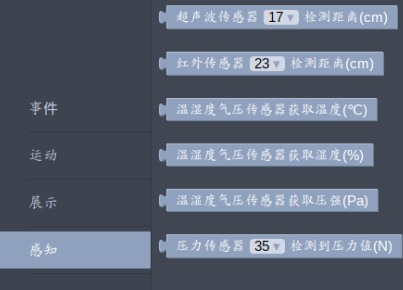 超声波传感器 17 检测距离(cm)
红外传感器 23 检测距离(cm)
事件
温湿度气压传感器获取温度(℃)
运动
温湿度气压传感器获取湿度(%)
展示
温湿度气压传感器获取压强(Pa)
感知
压力传感器 35 检测到压力值(N)